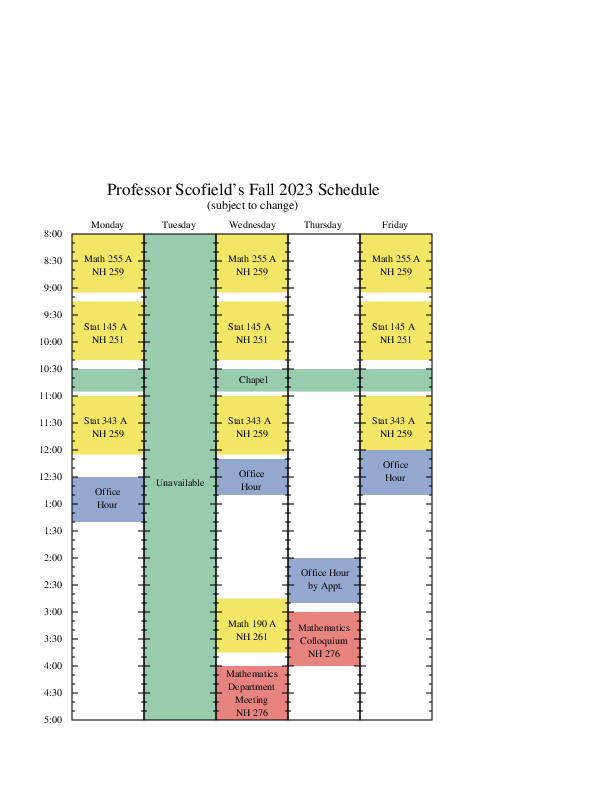 Professor Scofield's Fall 2023 Schedule
(subject to change)
Monday Tuesday Wednesday Thursday Friday
8:00
Math 255 A Math 255 A Math 255 A
8:30
NH 259 NH 259 NH 259
9:00
9:30
Stat 145 A Stat 145 A Stat 145 A
10:00 NH 251 NH 251 NH 251
10:30
Chapel
11:00
11:30 Stat 343 A Stat 343 A Stat 343 A
NH 259 NH 259 NH 259
12:00
Office
12:30 Office Hour
Unavailable Hour
Office
1:00 Hour
1:30
2:00
Office Hour
2:30 by Appt.
3:00
Math 190 A Mathematics
3:30 NH 261 Colloquium
NH 276
4:00
Mathematics
4:30 Department
Meeting
NH 276
5:00